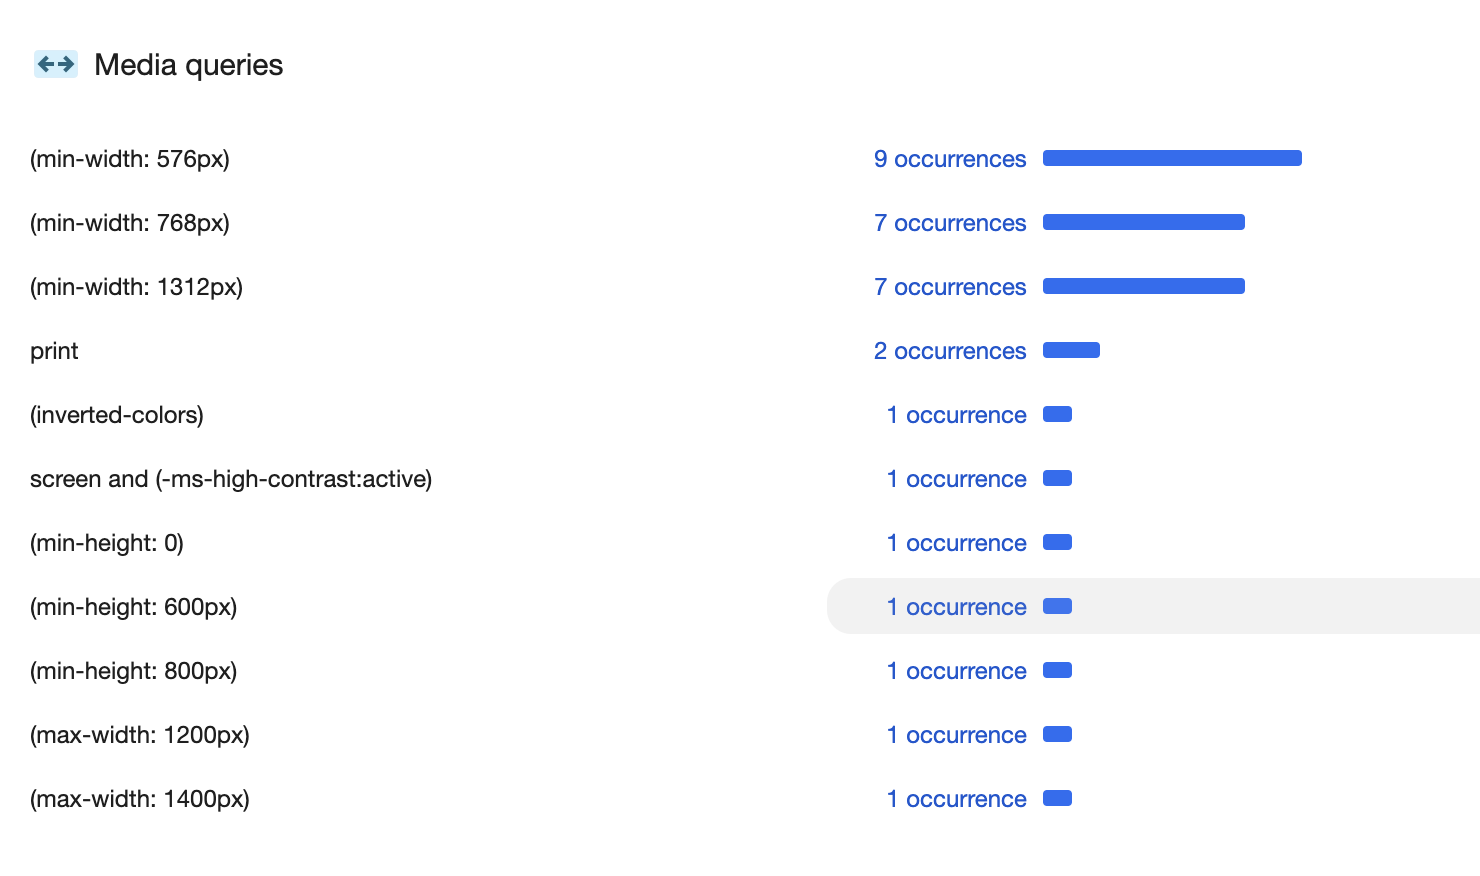 Media queries
(min-width: 576px) 9 occurrences
(min-width: 768px) 7 occurrences
(min-width: 1312px) 7 occurrences
print 2 occurrences
(inverted-colors) 1 occurrence
screen and (-ms-high-contrast:active) 1 occurrence
(min-height: 0) 1 occurrence
(min-height: 600px) 1 occurrence
(min-height: 800px) 1 occurrence
(max-width: 1200px) 1 occurrence
(max-width: 1400px) 1 occurrence